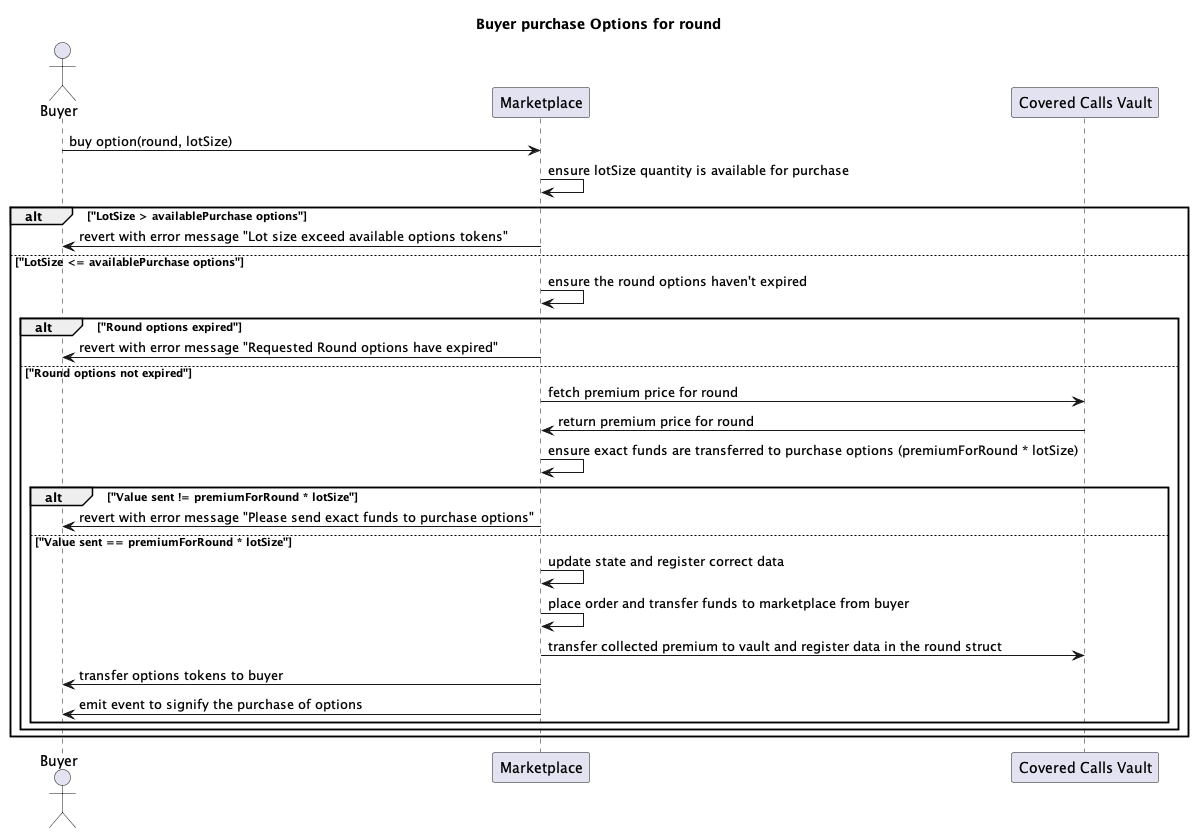 Buyer purchase Options for round
Buyer
Marketplace
Covered Calls Vault
buy option(round, lotSize)
ensure lotSize quantity is available for purchase
alt ["LotSize > availablePurchase options"]
revert with error message "Lot size exceed available options tokens"
["LotSize <= availablePurchase options"]
ensure the round options haven't expired
alt ["Round options expired"]
revert with error message "Requested Round options have expired"
["Round options not expired"]
fetch premium price for round
return premium price for round
ensure exact funds are transferred to purchase options (premiumForRound * lotSize)
alt ["Value sent != premiumForRound * lotSize"]
revert with error message "Please send exact funds to purchase options"
["Value sent == premiumForRound * lotSize"]
update state and register correct data
place order and transfer funds to marketplace from buyer
transfer collected premium to vault and register data in the round struct
transfer options tokens to buyer
emit event to signify the purchase of options
Buyer
Marketplace
Covered Calls Vault